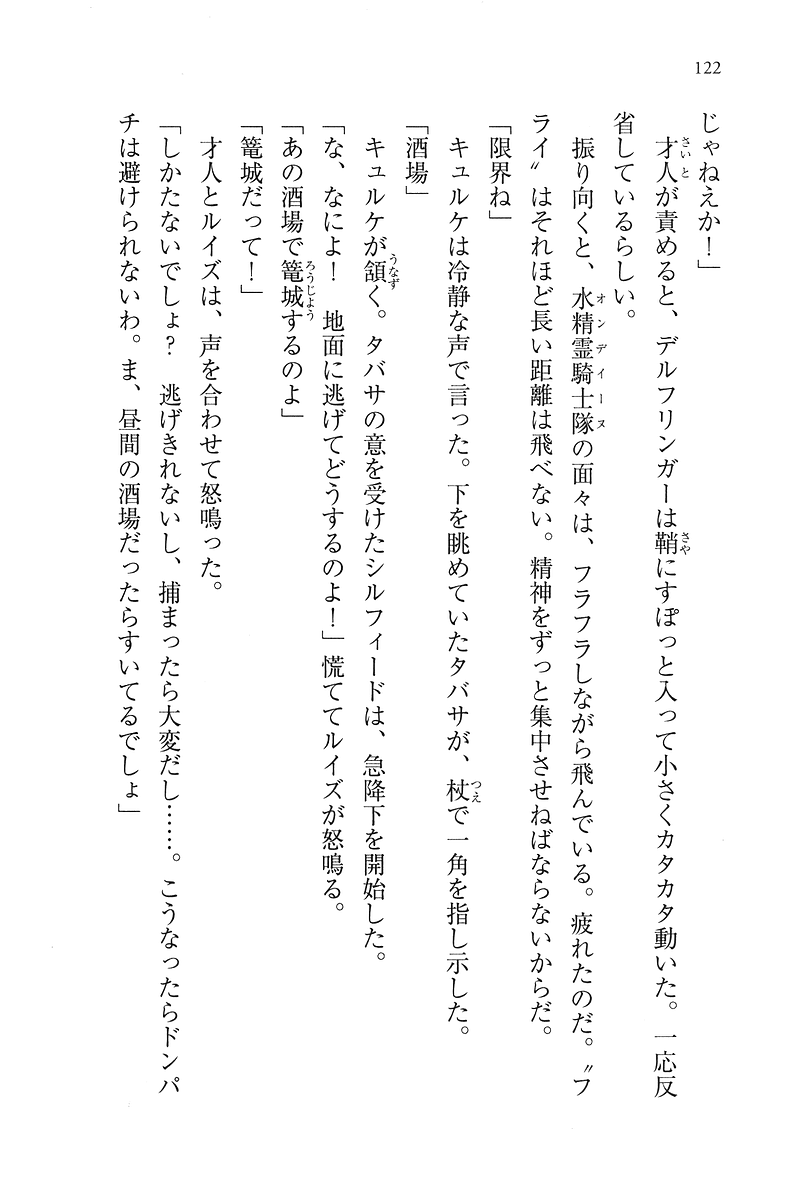 122
じゃねえか！」
　才人が責めると、デルフリンガーは鞘にすぽっと入って小さくカタカタ動いた。一応反
省しているらしい。
　振り向くと、水精霊騎士隊の面々は、フラフラしながら飛んでいる。疲れたのだ。〝フ
ライ〟はそれほど長い距離は飛べない。精神をずっと集中させねばならないからだ。
「限界ね」
　キュルケは冷静な声で言った。下を眺めていたタバサが、杖で一角を指し示した。
「酒場」
　キュルケが頷く。タバサの意を受けたシルフィードは、急降下を開始した。
「な、なによ！　地面に逃げてどうするのよ！」慌ててルイズが怒鳴る。
「あの酒場で篭城するのよ」
「篭城だって！」
　才人とルイズは、声を合わせて怒鳴った。
「しかたないでしょ？　逃げきれないし、捕まったら大変だし……。こうなったらドンパ
チは避けられないわ。ま、昼間の酒場だったらすいてるでしょ」